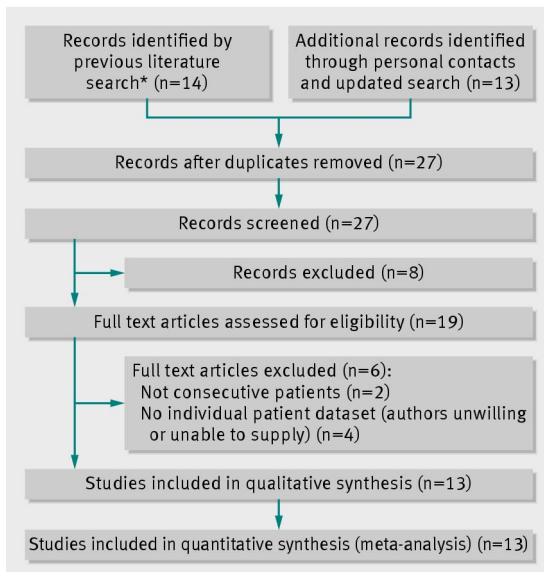 Records identified by
previous literature
search* (n=14)
Additional records identified
through personal contacts
and updated search (n=13)
Records after duplicates removed (n=27)
Records screened (n=27)
Records excluded (n=8)
Full text articles assessed for eligibility (n=19)
Full text articles excluded (n=6):
Not consecutive patients (n=2)
No individual patient dataset (authors unwilling
or unable to supply) (n=4)
Studies included in qualitative synthesis (n=13)
Studies included in quantitative synthesis (meta-analysis) (n=13)